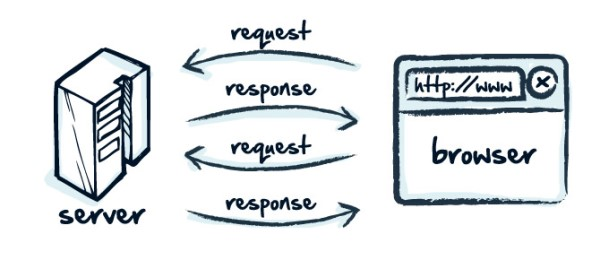 request
http://www
response
request
browser
response
server